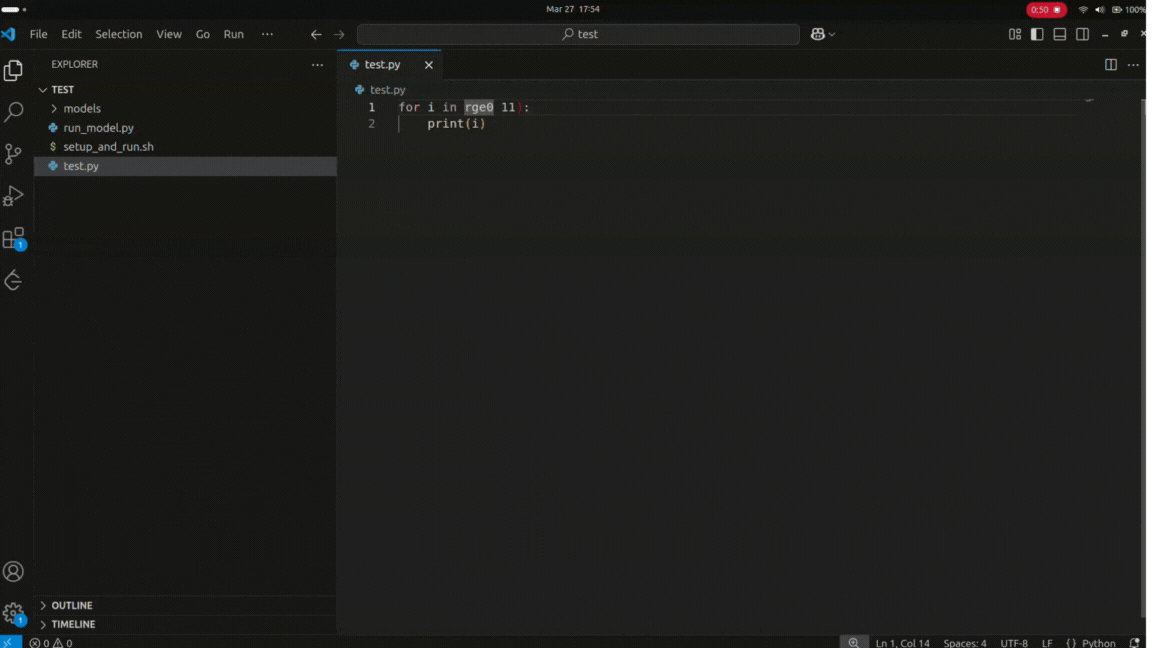 Mar 27 17:54
0:50
100%
File Edit Selection View Go Run ···
test
EXPLORER
test.py
TEST
models
run_model.py
$ setup_and_run.sh
test.py
test.py
1 for i in rge0 11):
2 print(i)
1
1
OUTLINE
TIMELINE
0 0
Ln 1, Col 14 Spaces: 4 UTF-8 LF {} Python